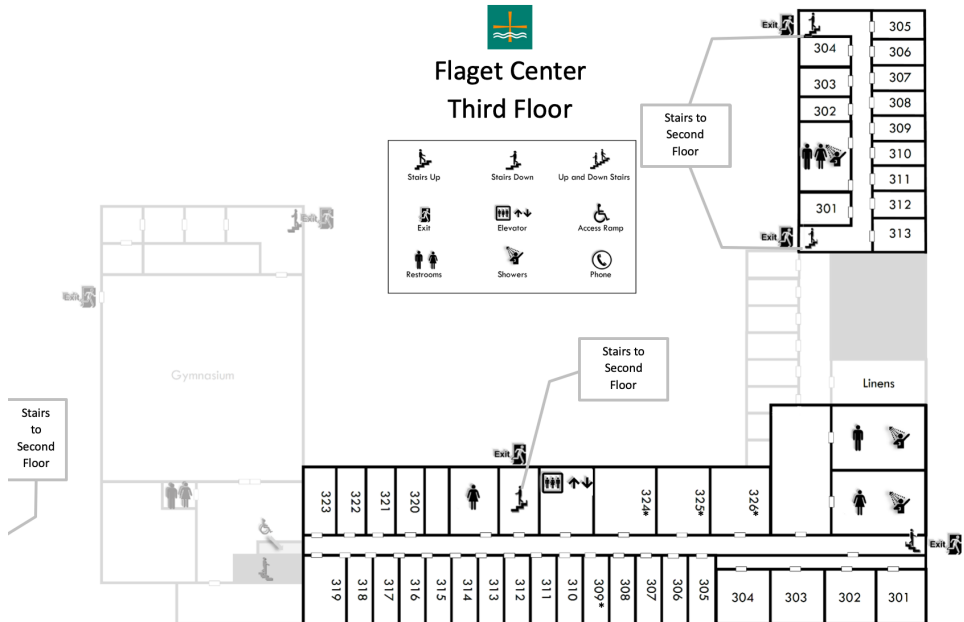 Flaget Center
Third Floor
Stairs Up
Stairs Down
Up and Down Stairs
Exit
Elevator
Access Ramp
Restrooms
Showers
Phone
Exit
305
304
306
303
307
302
308
309
310
311
301
312
Exit
313
Stairs to
Second
Floor
Exit
Exit
Gymnasium
Stairs
to
Second
Floor
Stairs to
Second
Floor
Linens
Exit
323
322
321
320
324*
325*
326*
Exit
319
318
317
316
315
314
313
312
311
310
309*
308
307
306
305
304
303
302
301